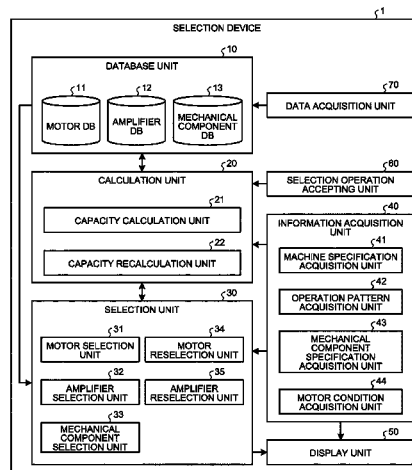 1
SELECTION DEVICE
10
DATABASE UNIT
11
12
13
MOTOR DB
AMPLIFIER
DB
MECHANICAL
COMPONENT
DB
70
DATA ACQUISITION UNIT
20
CALCULATION UNIT
21
CAPACITY CALCULATION UNIT
22
CAPACITY RECALCULATION UNIT
60
SELECTION OPERATION
ACCEPTING UNIT
40
INFORMATION ACQUISITION
UNIT
41
MACHINE SPECIFICATION
ACQUISITION UNIT
42
OPERATION PATTERN
ACQUISITION UNIT
43
MECHANICAL
COMPONENT
SPECIFICATION
ACQUISITION UNIT
44
MOTOR CONDITION
ACQUISITION UNIT
30
SELECTION UNIT
31
MOTOR SELECTION
UNIT
34
MOTOR
RESELECTION UNIT
32
AMPLIFIER
SELECTION UNIT
35
AMPLIFIER
RESELECTION UNIT
33
MECHANICAL
COMPONENT
SELECTION UNIT
50
DISPLAY UNIT